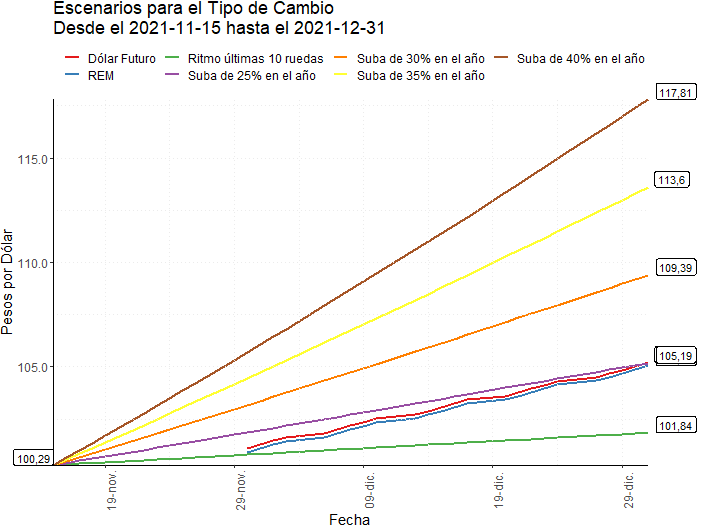 Escenarios para el Tipo de Cambio
Desde el 2021-11-15 hasta el 2021-12-31
Dólar Futuro
Ritmo últimas 10 ruedas
Suba de 30% en el año
Suba de 40% en el año
REM
Suba de 25% en el año
Suba de 35% en el año
117,81
115.0
113,6
110.0
109,39
105.0
105,19
101,84
100,29
Pesos por Dólar
19-nov.
29-nov.
09-dic.
19-dic.
29-dic.
Fecha